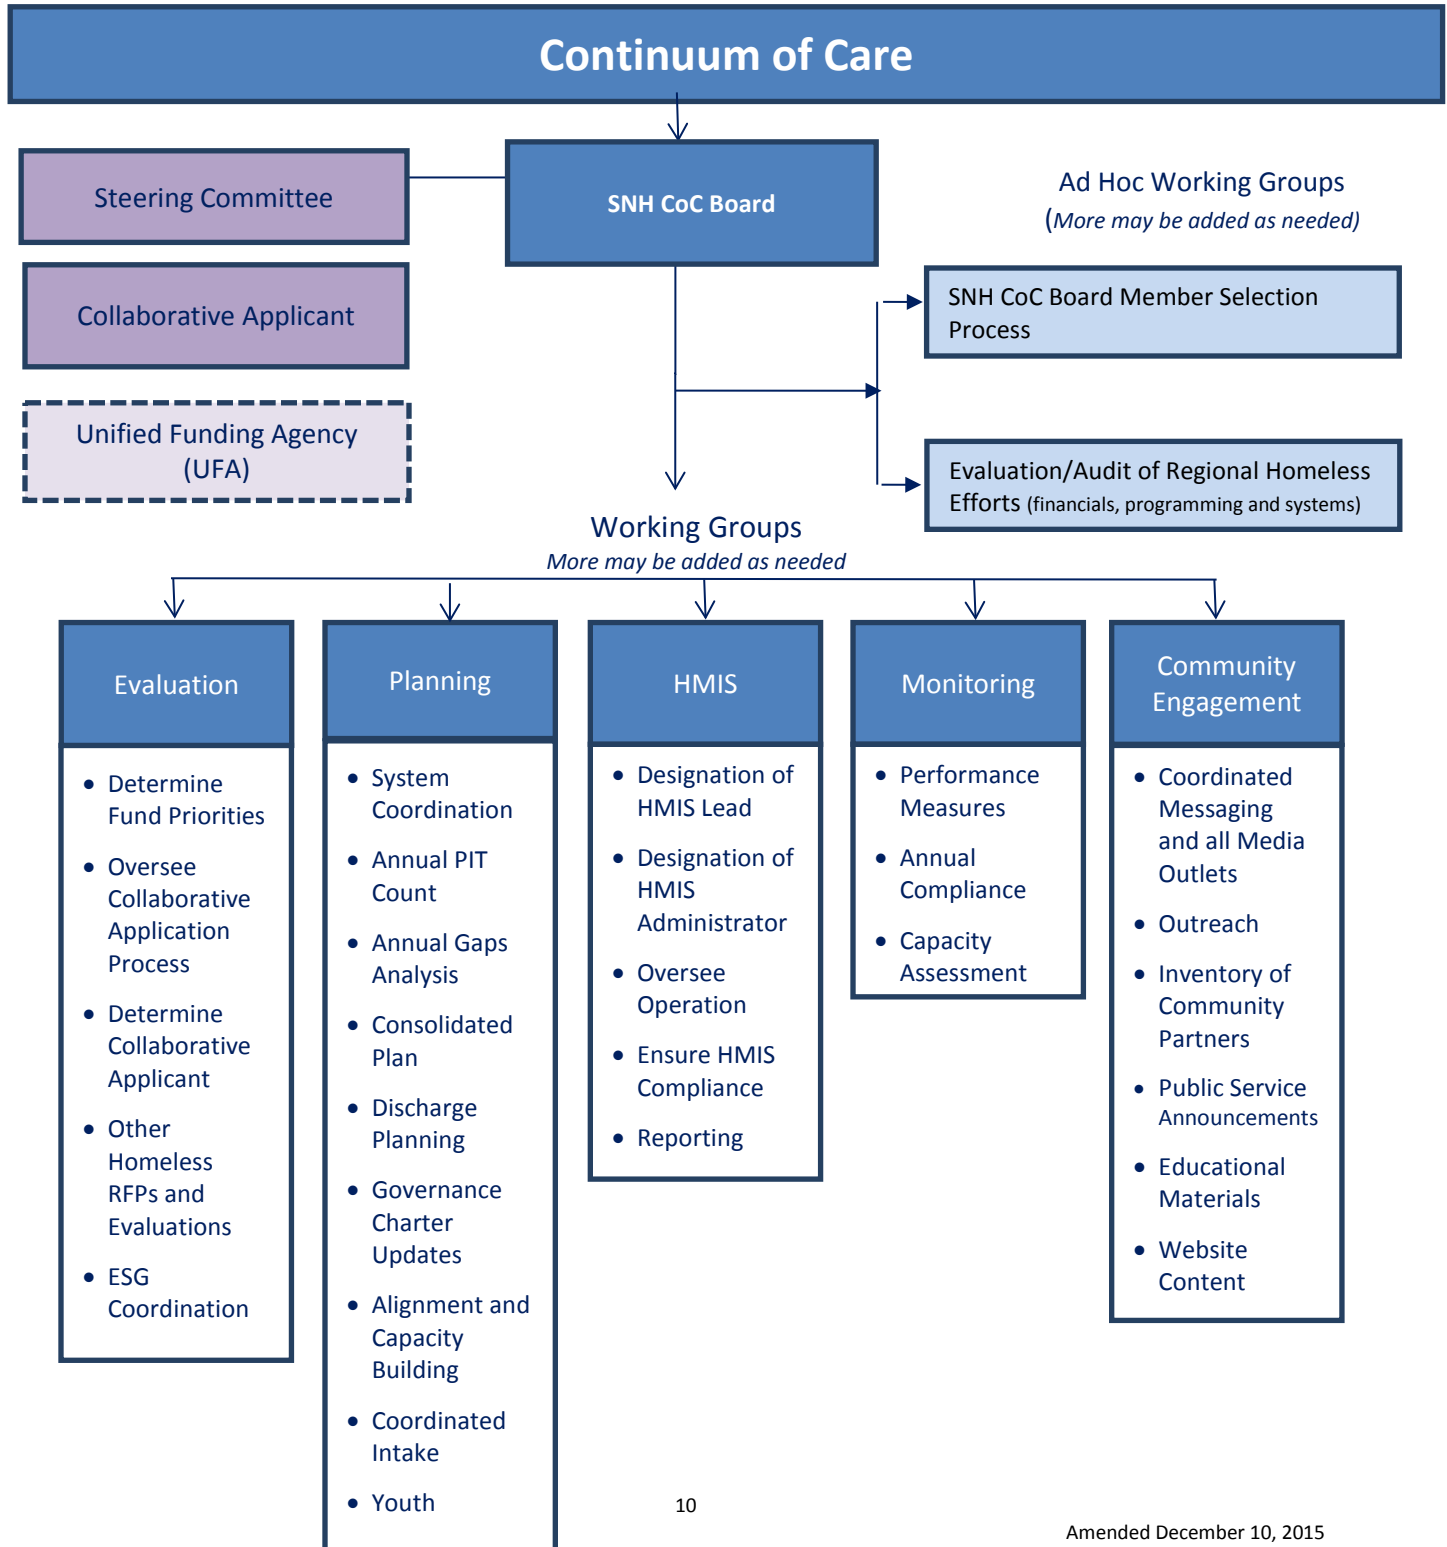 Continuum of Care
Steering Committee
SNH CoC Board
Ad Hoc Working Groups
(More may be added as needed)
Collaborative Applicant
SNH CoC Board Member Selection
Process
Unified Funding Agency
(UFA)
Evaluation/Audit of Regional Homeless
Efforts (financials, programming and systems)
Working Groups
More may be added as needed
Evaluation
• Determine
Fund Priorities
• Oversee
Collaborative
Application
Process
• Determine
Collaborative
Applicant
• Other
Homeless
RFPs and
Evaluations
• ESG
Coordination
Planning
• System
Coordination
• Annual PIT
Count
• Annual Gaps
Analysis
• Consolidated
Plan
• Discharge
Planning
• Governance
Charter
Updates
• Alignment and
Capacity
Building
• Coordinated
Intake
• Youth
HMIS
• Designation of
HMIS Lead
• Designation of
HMIS
Administrator
• Oversee
Operation
• Ensure HMIS
Compliance
• Reporting
Monitoring
• Performance
Measures
• Annual
Compliance
• Capacity
Assessment
Community
Engagement
• Coordinated
Messaging
and all Media
Outlets
• Outreach
• Inventory of
Community
Partners
• Public Service
Announcements
• Educational
Materials
• Website
Content
10
Amended December 10, 2015